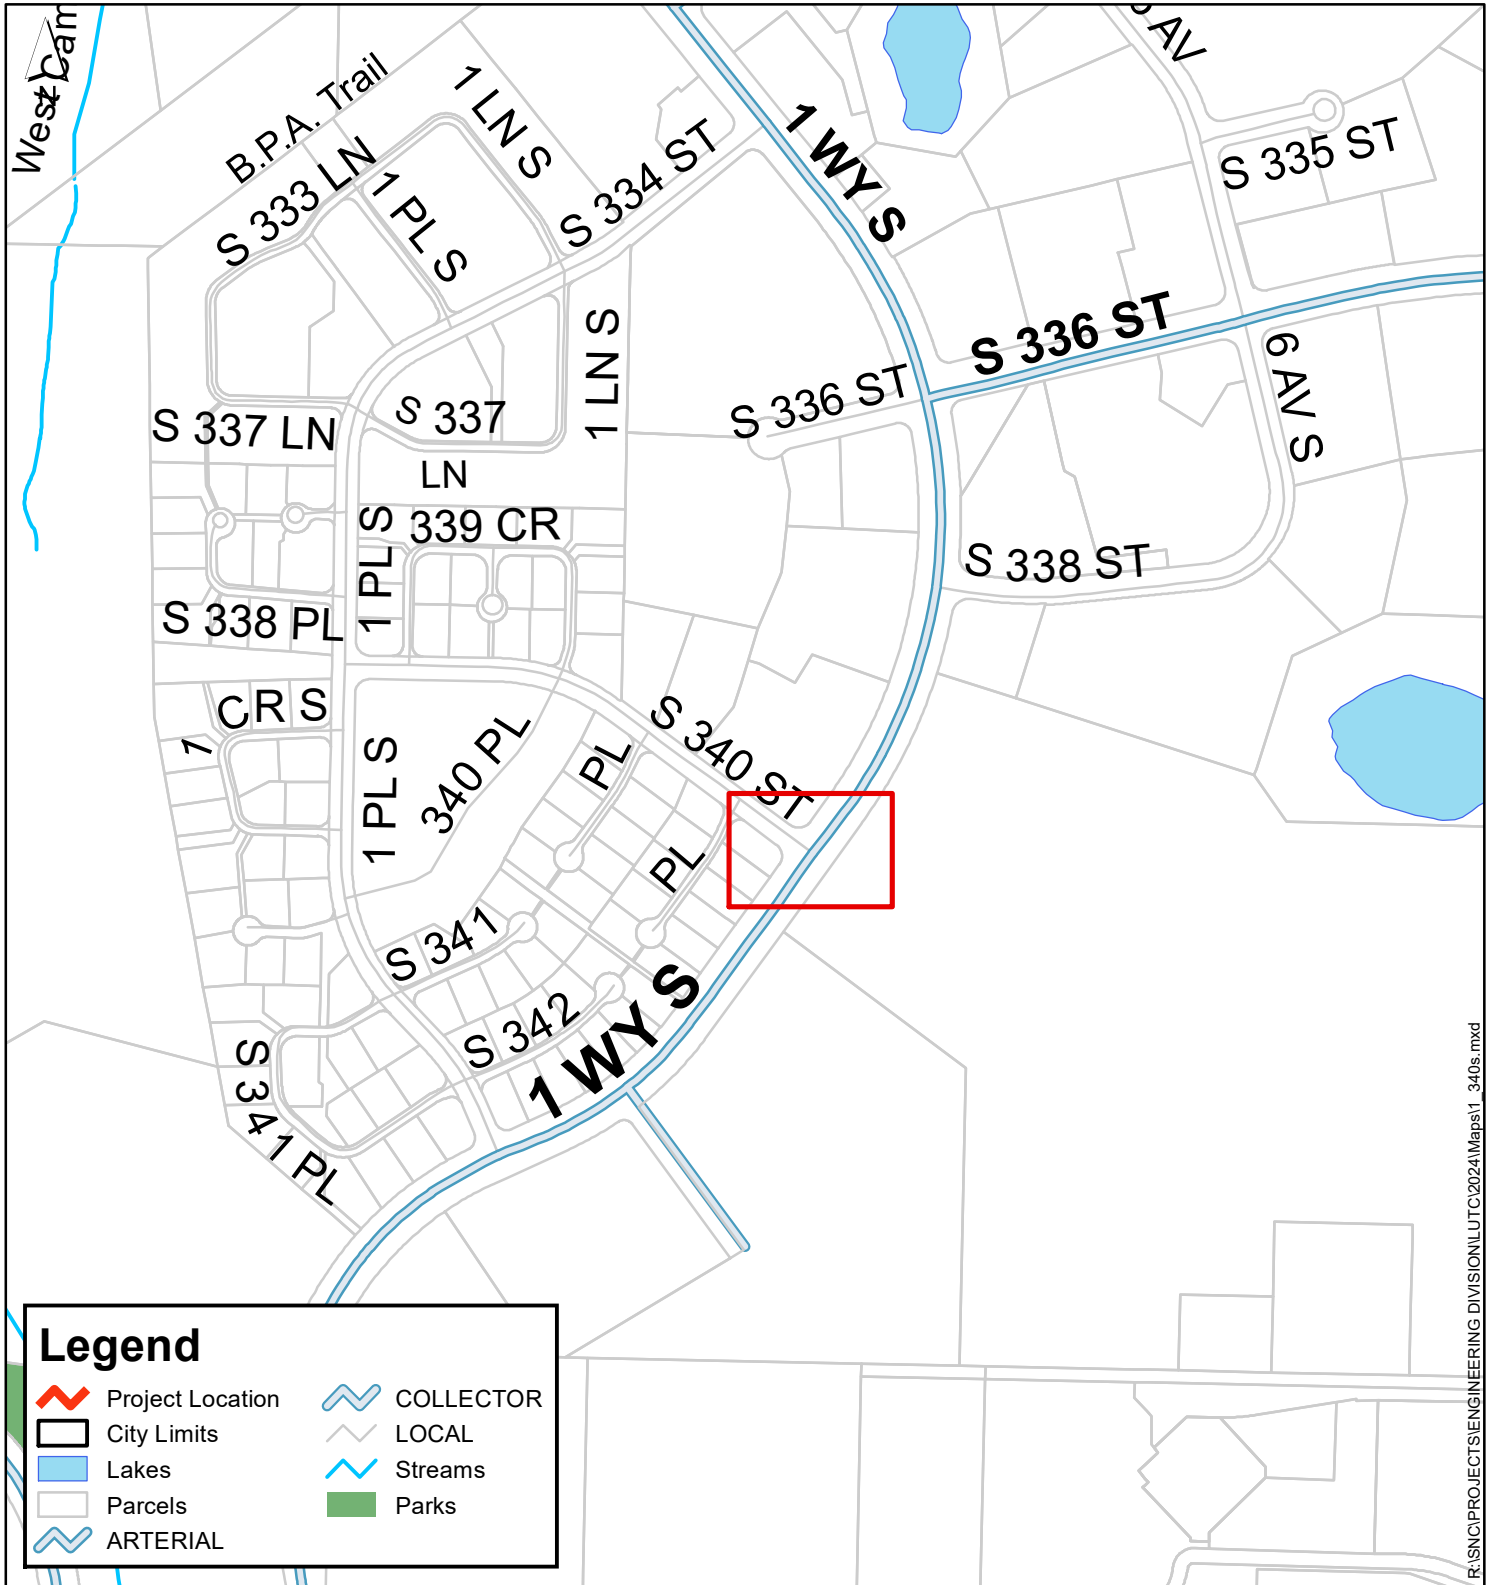 West Cam
B.P.A. Trail
1 LN S
S 333 LN
1 PL S
S 334 ST
1 WY S
AV
S 335 ST
S 336 ST
6 AV S
1 LN S
S 336 ST
S 337 LN
S 337
LN
339 CR
1 PL S
S 338 ST
S 338 PL
CR S
1
1 PL S
340 PL
PL
S 340 ST
PL
S 341
S 342
1 WY S
S 341 PL
Legend
Project Location
City Limits
Lakes
Parcels
ARTERIAL
COLLECTOR
LOCAL
Streams
Parks
R:\SNC\PROJECTS\ENGINEERING DIVISION\LUTC\2024\Maps\1_340s.mxd